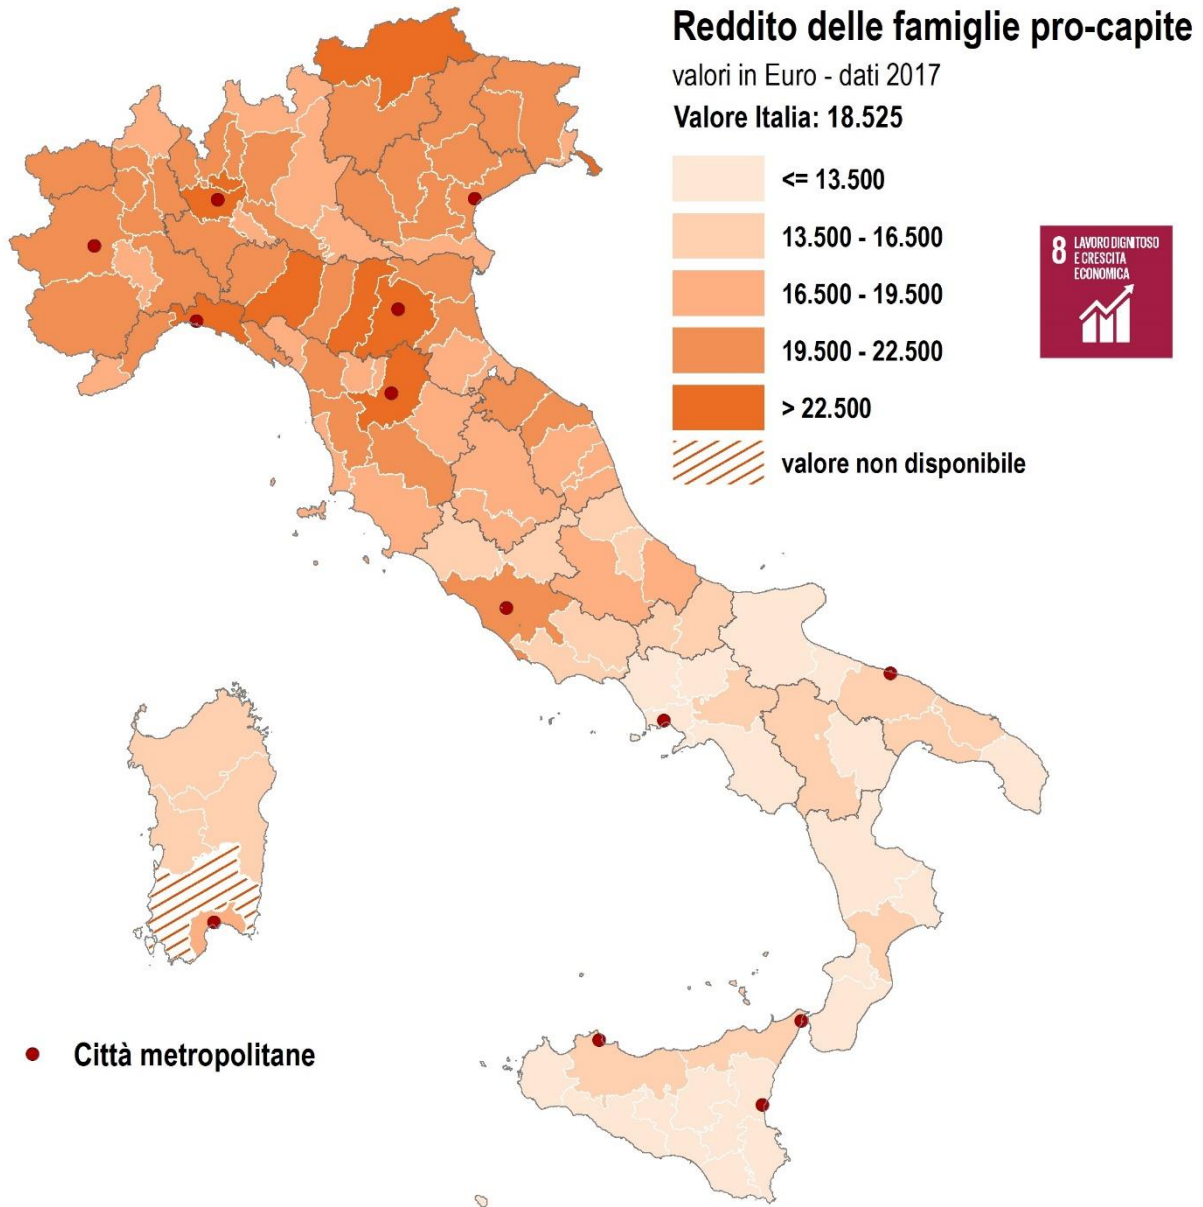 Reddito delle famiglie pro-capite
valori in Euro - dati 2017
Valore Italia: 18.525
<= 13.500
13.500 - 16.500
16.500 - 19.500
19.500 - 22.500
> 22.500
valore non disponibile
8 LAVORO DIGNITOSO
E CRESCITA
ECONOMICA
Città metropolitane